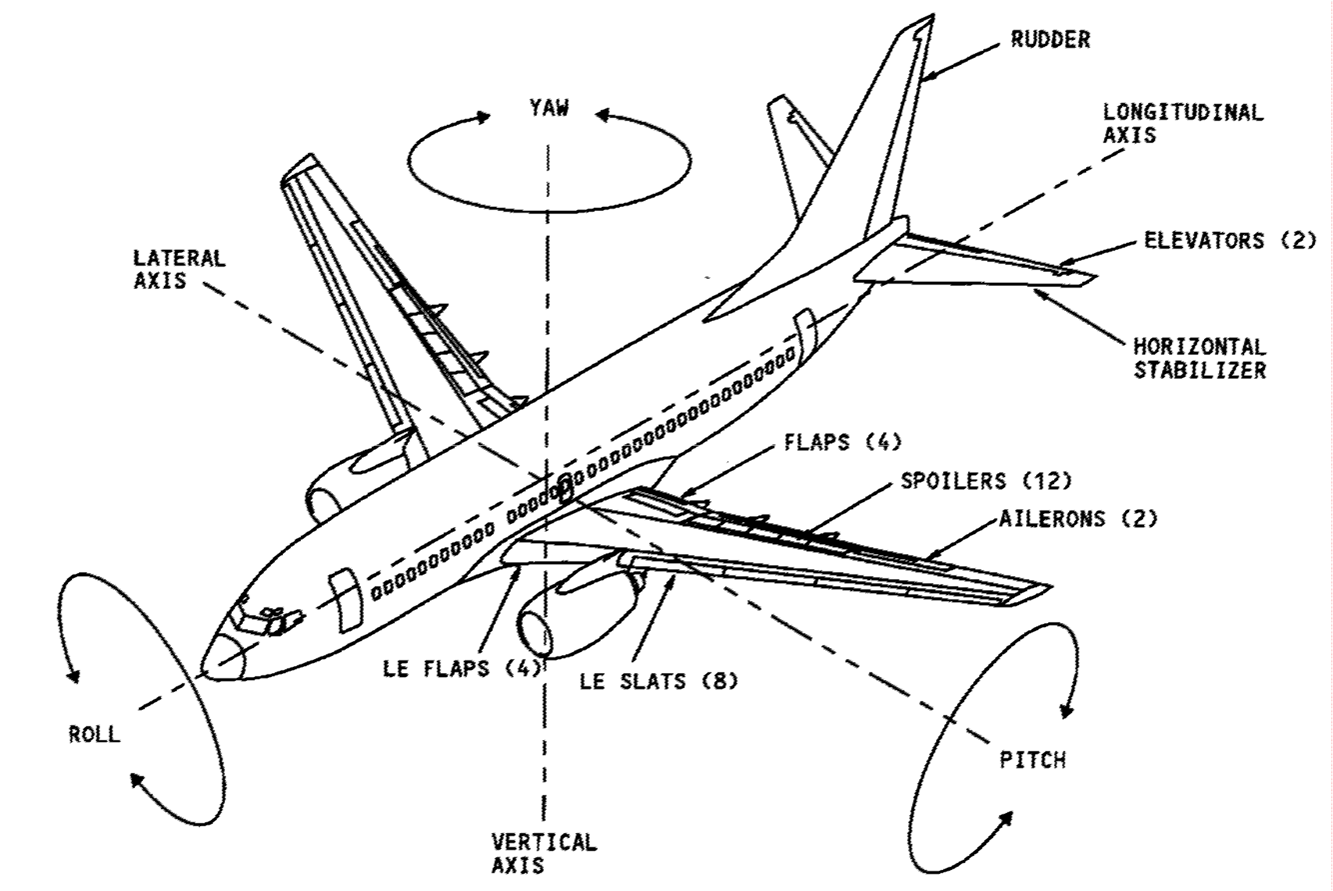 RUDDER
YAW
LONGITUDINAL
AXIS
ELEVATORS (2)
LATERAL
AXIS
HORIZONTAL
STABILIZER
FLAPS (4)
SPOILERS (12)
AILERONS (2)
LE FLAPS (4)
LE SLATS (8)
ROLL
PITCH
VERTICAL
AXIS